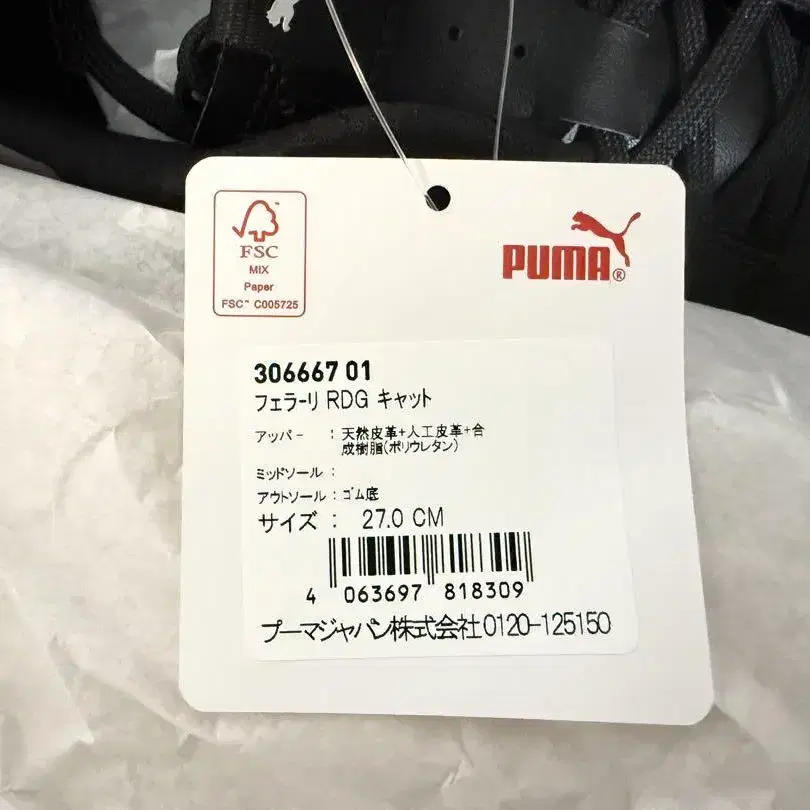 FSC
MIX
Paper
FSC™ C005725
PUMA®
306667 01
フェラーリ RDG キャット
アッパー : 天然皮革+人工皮革+合
成樹脂(ポリウレタン)
ミッドソール :
アウトソール : ゴム底
サイズ : 27.0 CM
4 063697 818309
プーマジャパン株式会社0120-125150